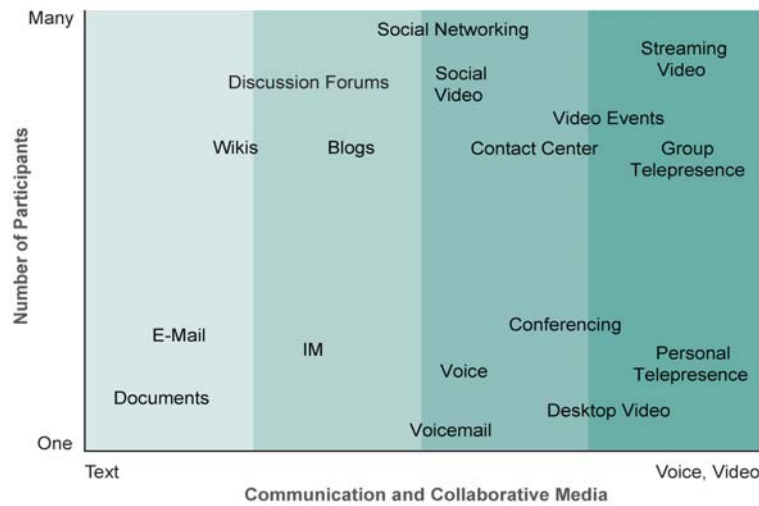 Many
Social Networking
Streaming
Video
Social
Video
Discussion Forums
Video Events
Wikis
Blogs
Contact Center
Group
Telepresence
Number of Participants
Conferencing
E-Mail
IM
Personal
Telepresence
Voice
Documents
Desktop Video
Voicemail
One
Text
Voice, Video
Communication and Collaborative Media